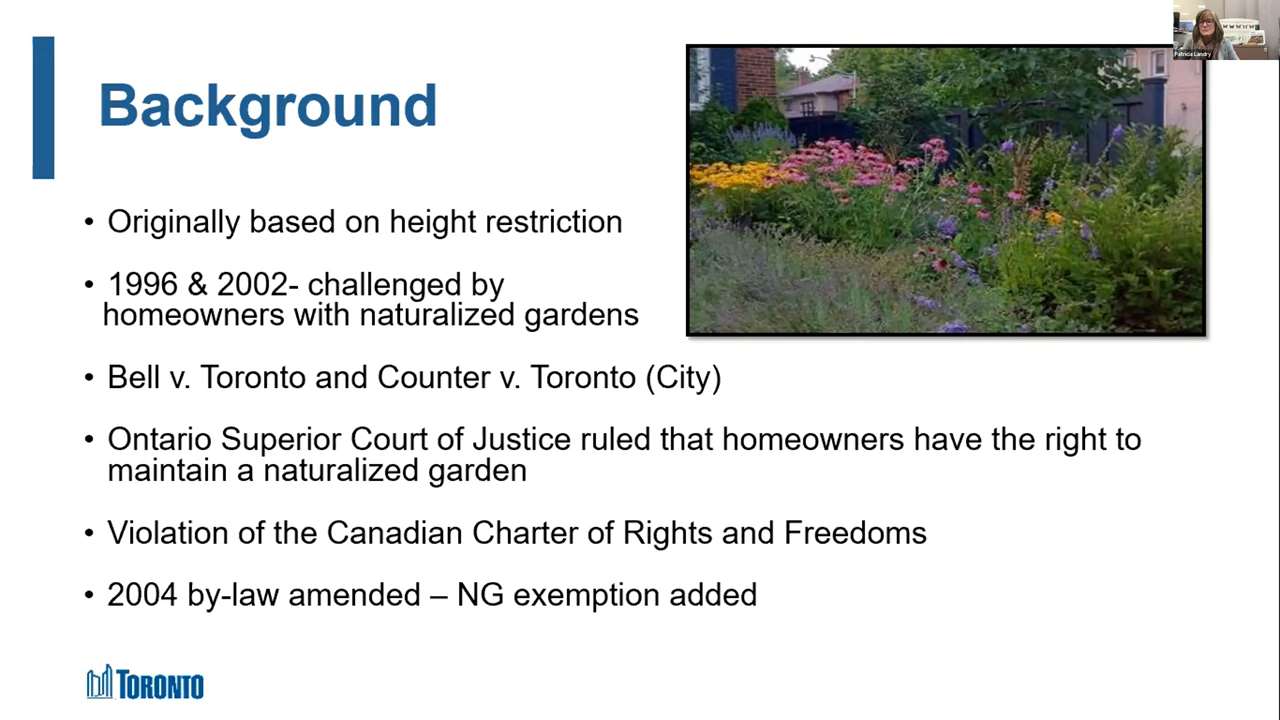 Patricia Landry
Background
• Originally based on height restriction
• 1996 & 2002- challenged by
homeowners with naturalized gardens
• Bell v. Toronto and Counter v. Toronto (City)
• Ontario Superior Court of Justice ruled that homeowners have the right to
maintain a naturalized garden
• Violation of the Canadian Charter of Rights and Freedoms
• 2004 by-law amended – NG exemption added
TORONTO